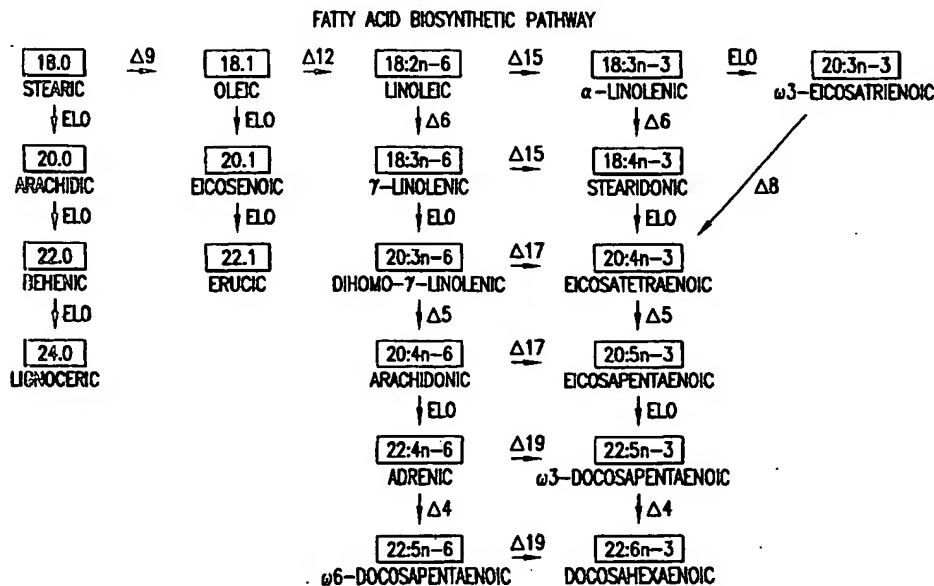 FATTY ACID BIOSYNTHETIC PATHWAY
18.0 Δ9 18.1 Δ12 18:2n-6 Δ15 18:3n-3 ELO 20:3n-3
STEARIC OLEIC LINOLEIC α-LINOLENIC ω3-EICOSATRIENOIC
ELO ELO Δ6 Δ6
20.0 20.1 18:3n-6 Δ15 18:4n-3
ARACHIDIC EICOSENOIC γ-LINOLENIC STEARIDONIC Δ8
ELO ELO ELO ELO
22.0 22.1 20:3n-6 Δ17 20:4n-3
BEHENIC ERUCIC DIHOMO-γ-LINOLENIC EICOSATETRAENOIC
ELO Δ5 Δ5
24.0 20:4n-6 Δ17 20:5n-3
LIGNOCERIC ARACHIDONIC EICOSAPENTAENOIC
ELO ELO
22:4n-6 Δ19 22:5n-3
ADRENIC ω3-DOCOSAPENTAENOIC
Δ4 Δ4
22:5n-6 Δ19 22:6n-3
ω6-DOCOSAPENTAENOIC DOCOSAHEXAENOIC